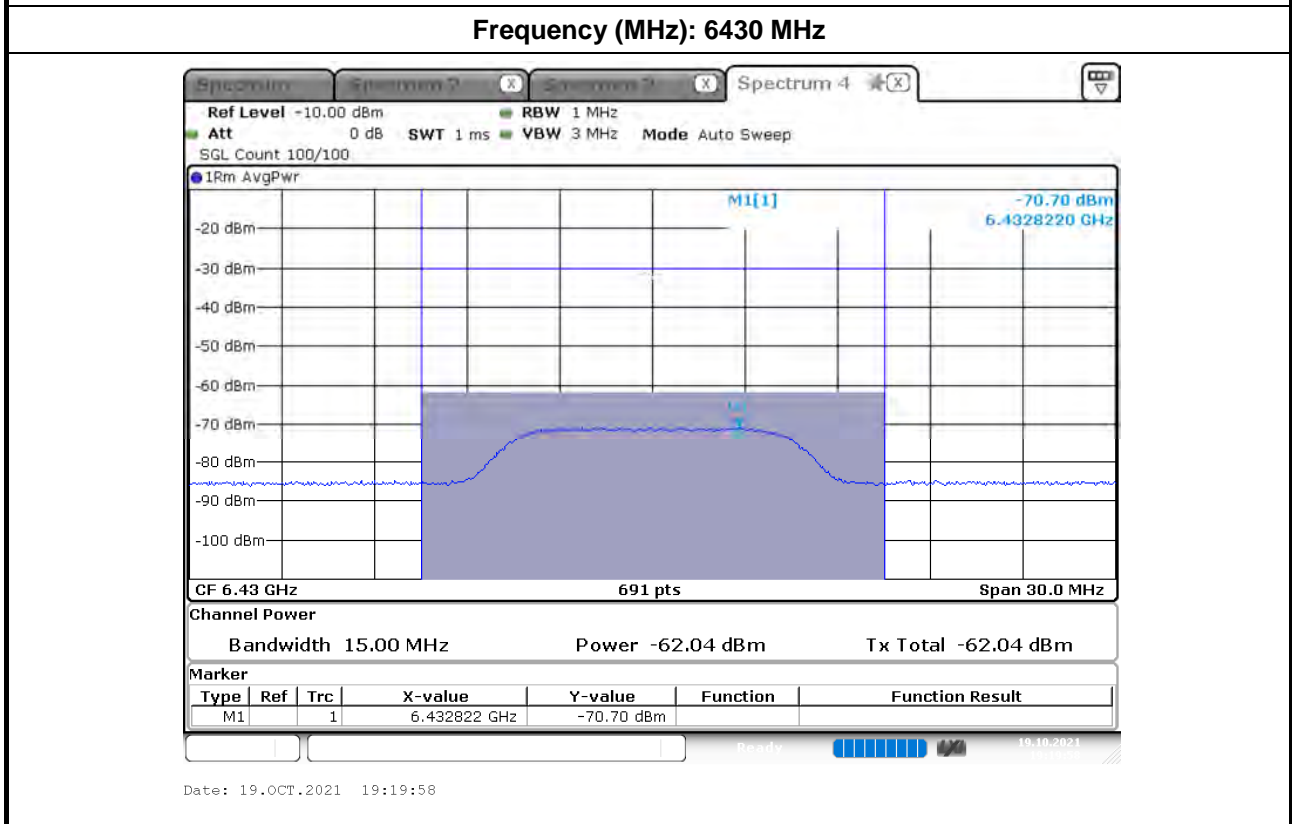 Frequency (MHz): 6430 MHz
Spectrum 4
Ref Level -10.00 dBm RBW 1 MHz
Att 0 dB SWT 1 ms VBW 3 MHz Mode Auto Sweep
SGL Count 100/100
1Rm AvgPwr
M1[1] -70.70 dBm
6.4328220 GHz
-20 dBm
-30 dBm
-40 dBm
-50 dBm
-60 dBm
-70 dBm
-80 dBm
-90 dBm
-100 dBm
CF 6.43 GHz 691 pts Span 30.0 MHz
Channel Power
Bandwidth 15.00 MHz Power -62.04 dBm Tx Total -62.04 dBm
Marker
Type Ref Trc X-value Y-value Function Function Result
M1 1 6.432822 GHz -70.70 dBm
Ready 19.10.2021
Date: 19.OCT.2021 19:19:58